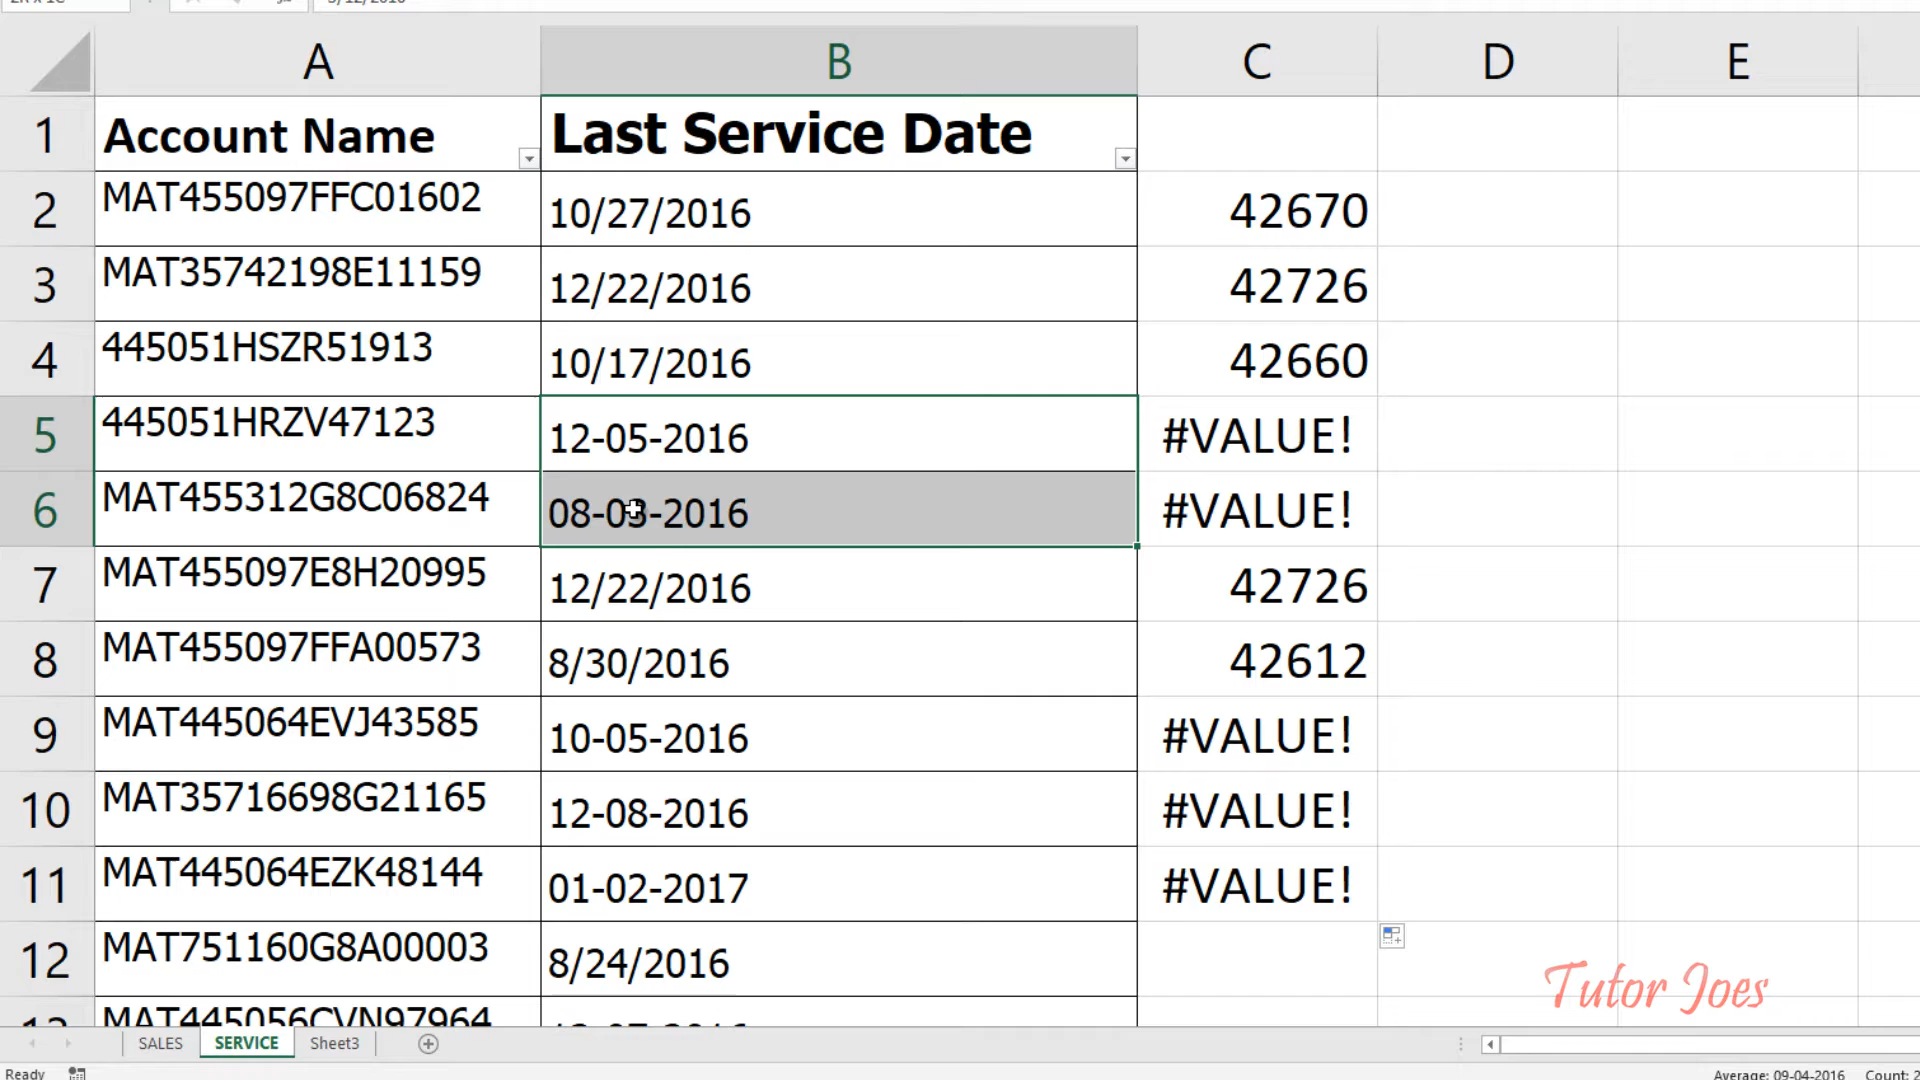 A B C D E
1 Account Name Last Service Date
2 MAT455097FFC01602 10/27/2016 42670
3 MAT35742198E11159 12/22/2016 42726
4 445051HSZR51913 10/17/2016 42660
5 445051HRZV47123 12-05-2016 #VALUE!
6 MAT455312G8C06824 08-03-2016 #VALUE!
7 MAT455097E8H20995 12/22/2016 42726
8 MAT455097FFA00573 8/30/2016 42612
9 MAT445064EVJ43585 10-05-2016 #VALUE!
10 MAT35716698G21165 12-08-2016 #VALUE!
11 MAT445064EZK48144 01-02-2017 #VALUE!
12 MAT751160G8A00003 8/24/2016
Tutor Joes
MAT445056CVN97964
SALES SERVICE Sheet3
Ready Average: 09-04-2016 Count: 2